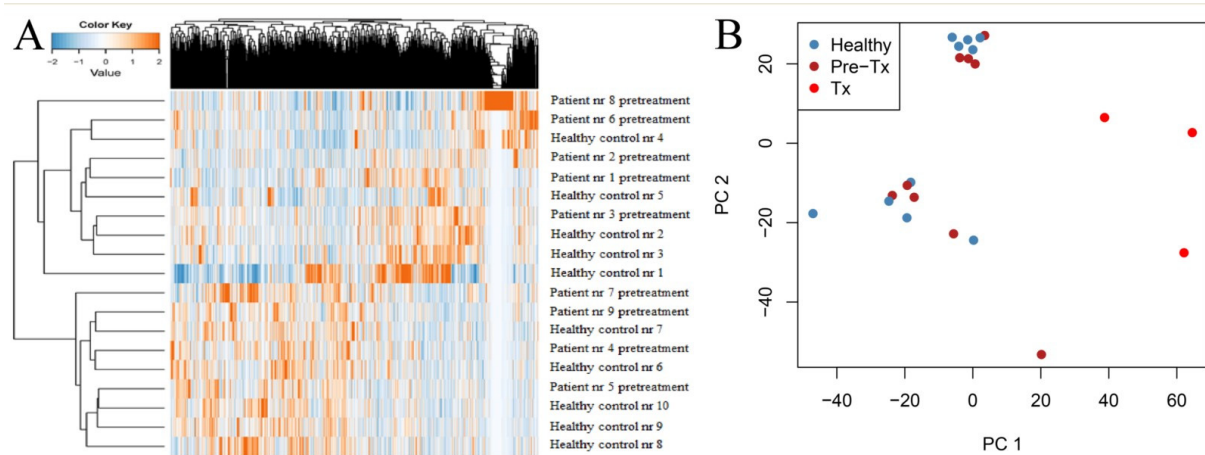 A
Color Key
−2 −1 0 1 2
Value
Patient nr 8 pretreatment
Patient nr 6 pretreatment
Healthy control nr 4
Patient nr 2 pretreatment
Patient nr 1 pretreatment
Healthy control nr 5
Patient nr 3 pretreatment
Healthy control nr 2
Healthy control nr 3
Healthy control nr 1
Patient nr 7 pretreatment
Patient nr 9 pretreatment
Healthy control nr 7
Patient nr 4 pretreatment
Healthy control nr 6
Patient nr 5 pretreatment
Healthy control nr 10
Healthy control nr 9
Healthy control nr 8
B
Healthy
Pre−Tx
Tx
20
0
−20
−40
PC 2
−40 −20 0 20 40 60
PC 1